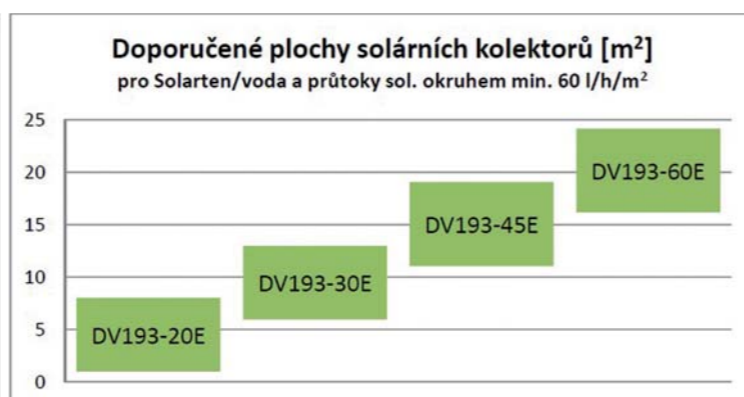 Doporučené plochy solárních kolektorů [m²]
pro Solarten/voda a průtoky sol. okruhem min. 60 l/h/m²
25
20
15
10
5
0
DV193-20E
DV193-30E
DV193-45E
DV193-60E